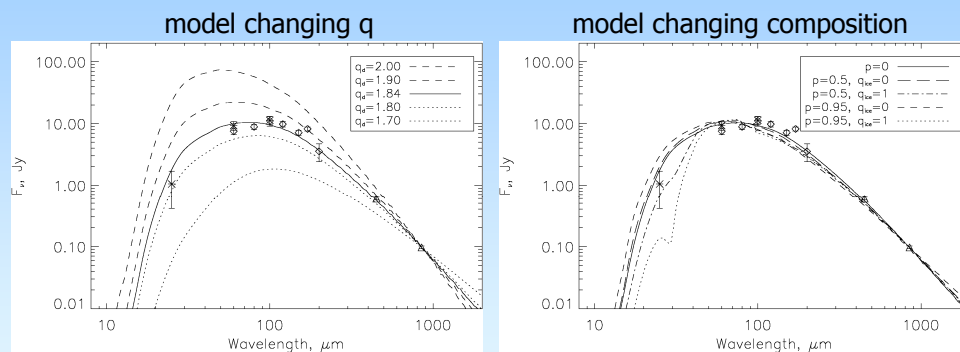 model changing q
model changing composition
100.00
10.00
1.00
0.10
0.01
F_ν, Jy
q_d=2.00
q_d=1.90
q_d=1.84
q_d=1.80
q_d=1.70
10
100
1000
Wavelength, μm
100.00
10.00
1.00
0.10
0.01
F_ν, Jy
p=0
p=0.5, q_ice=0
p=0.5, q_ice=1
p=0.95, q_ice=0
p=0.95, q_ice=1
10
100
1000
Wavelength, μm